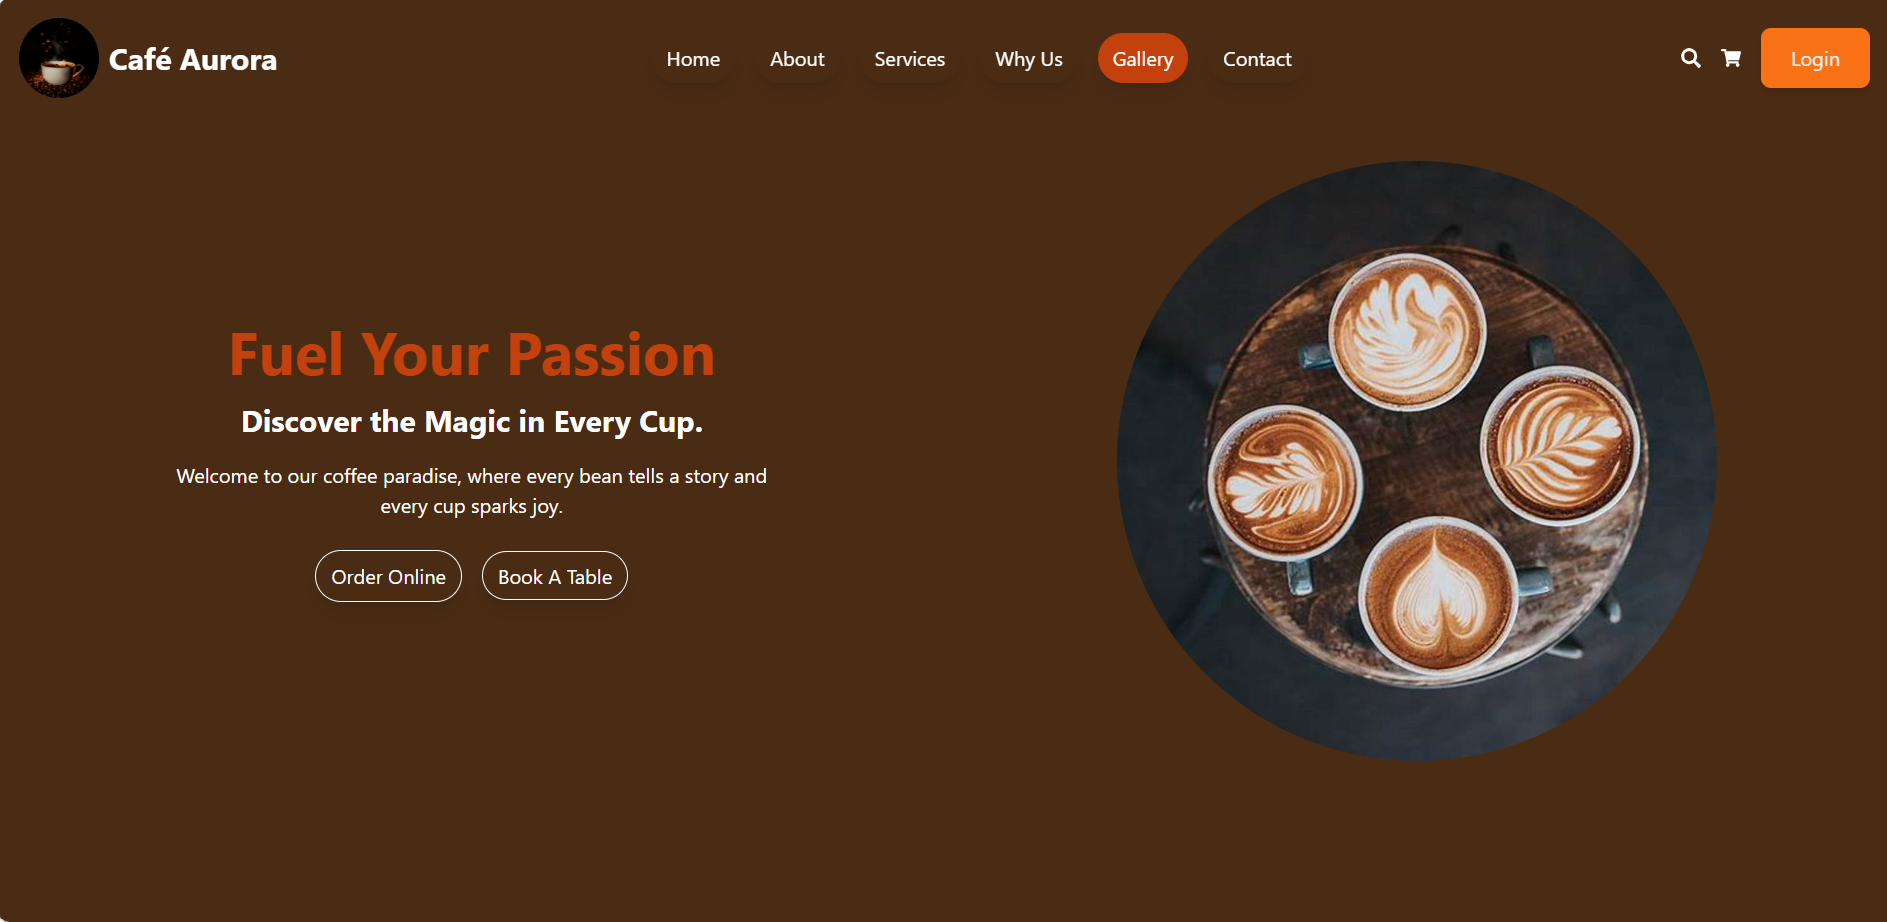 Café Aurora
Home
About
Services
Why Us
Gallery
Contact
Login
Fuel Your Passion
Discover the Magic in Every Cup.
Welcome to our coffee paradise, where every bean tells a story and
every cup sparks joy.
Order Online
Book A Table